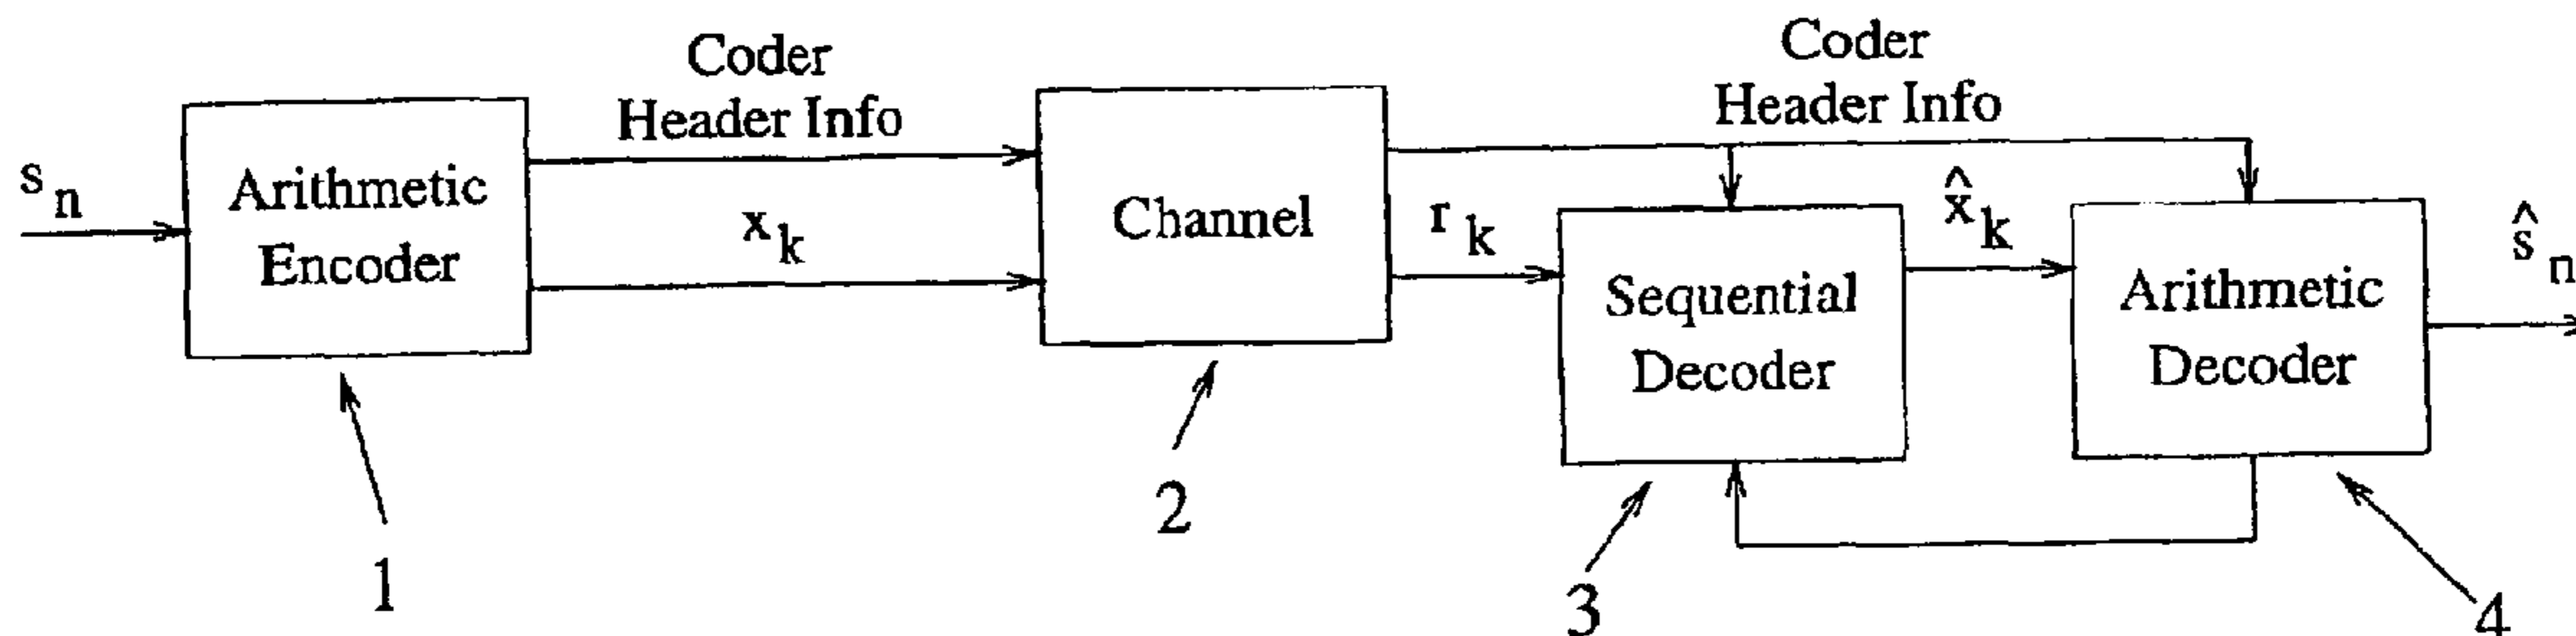 Coder
Header Info
Coder
Header Info
s n
Arithmetic
Encoder
x k
Channel
r k
Sequential
Decoder
x̂ k
Arithmetic
Decoder
ŝ n
1
2
3
4